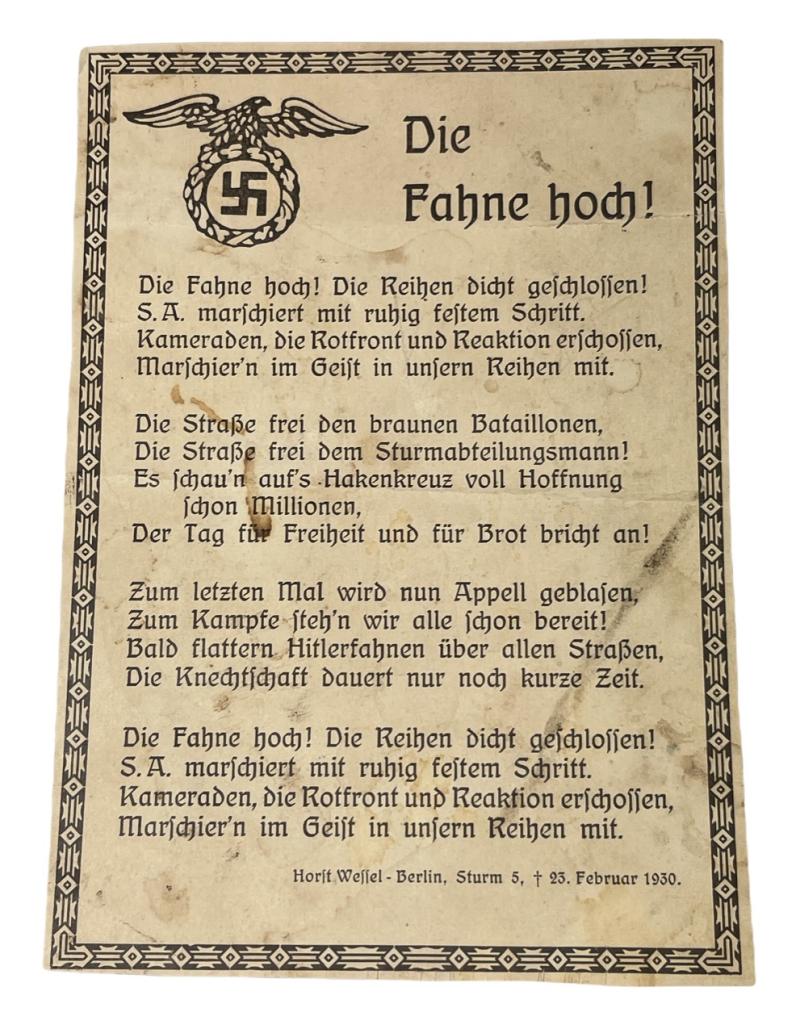 Die
Fahne hoch!
Die Fahne hoch! Die Reihen dicht geschlossen!
S. A. marschiert mit ruhig festem Schritt.
Kameraden, die Rotfront und Reaktion erschossen,
Marschier'n im Geist in unsern Reihen mit.
Die Straße frei den braunen Bataillonen,
Die Straße frei dem Sturmabteilungsmann!
Es schau'n auf's Hakenkreuz voll Hoffnung
schon Millionen,
Der Tag für Freiheit und für Brot bricht an!
Zum letzten Mal wird nun Appell geblasen,
Zum Kampfe steh'n wir alle schon bereit!
Bald flattern Hitlerfahnen über allen Straßen,
Die Knechtschaft dauert nur noch kurze Zeit.
Die Fahne hoch! Die Reihen dicht geschlossen!
S. A. marschiert mit ruhig festem Schritt.
Kameraden, die Rotfront und Reaktion erschossen,
Marschier'n im Geist in unsern Reihen mit.
Horst Wessel - Berlin, Sturm 5, † 23. Februar 1930.